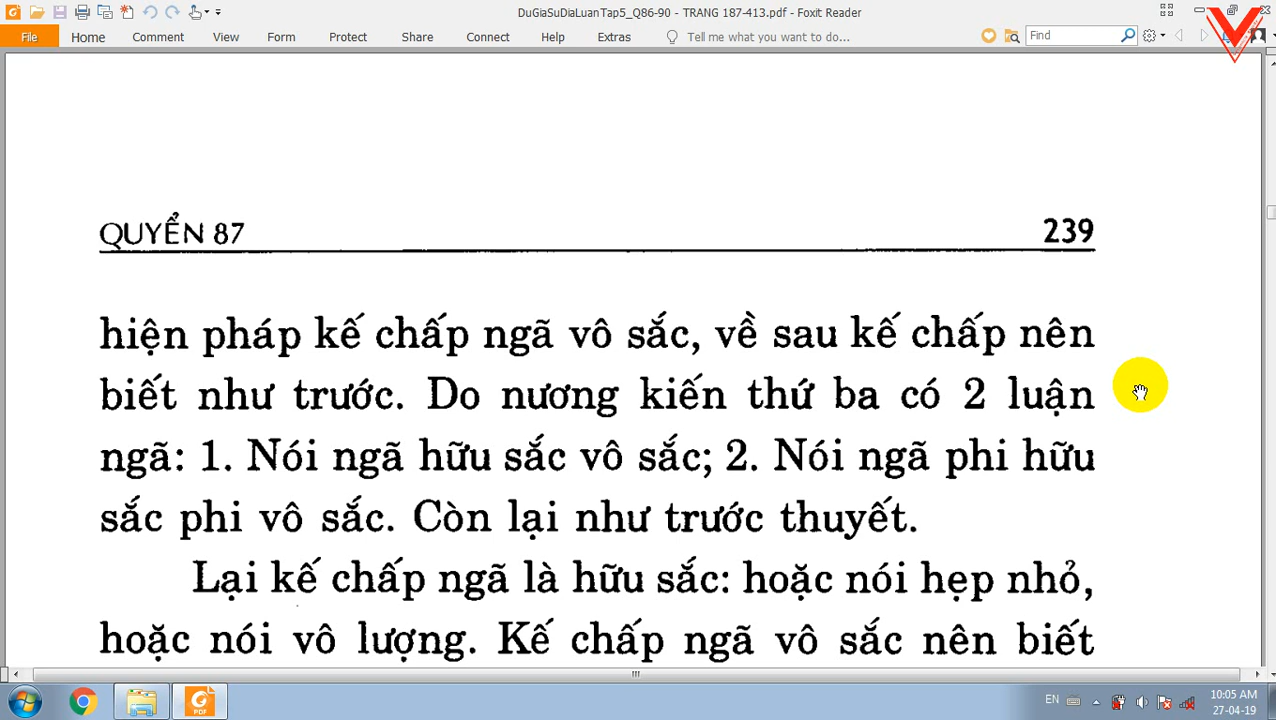 DuGiaSuDiaLuanTap5_Q86-90 - TRANG 187-413.pdf - Foxit Reader
File Home Comment View Form Protect Share Connect Help Extras Tell me what you want to do... Find
QUYỂN 87 239
hiện pháp kế chấp ngã vô sắc, về sau kế chấp nên
biết như trước. Do nương kiến thứ ba có 2 luận
ngã: 1. Nói ngã hữu sắc vô sắc; 2. Nói ngã phi hữu
sắc phi vô sắc. Còn lại như trước thuyết.
Lại kế chấp ngã là hữu sắc: hoặc nói hẹp nhỏ,
hoặc nói vô lượng. Kế chấp ngã vô sắc nên biết
PDF
EN 10:05 AM
27-04-19